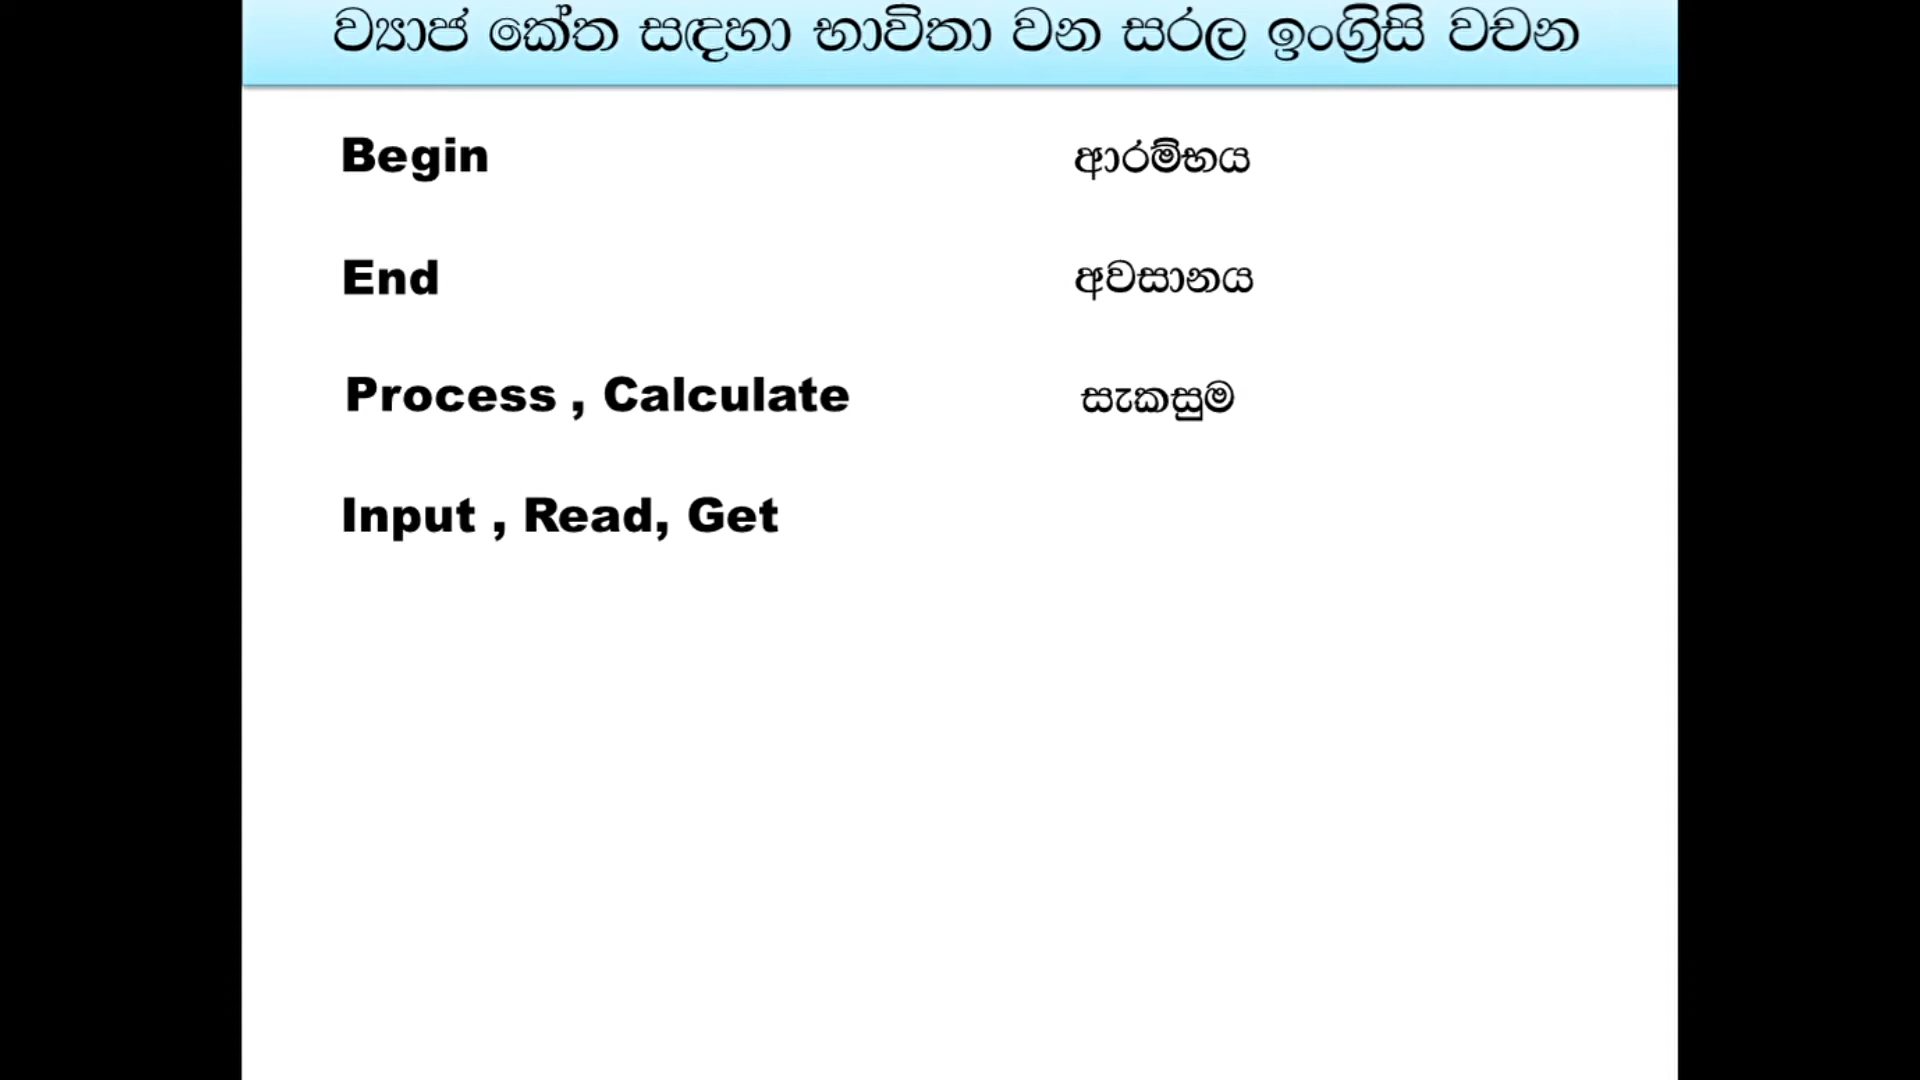 ව්‍යාජ කේත සඳහා භාවිතා වන සරල ඉංග්‍රිසි වචන
Begin ආරම්භය
End අවසානය
Process , Calculate සැකසුම
Input , Read, Get